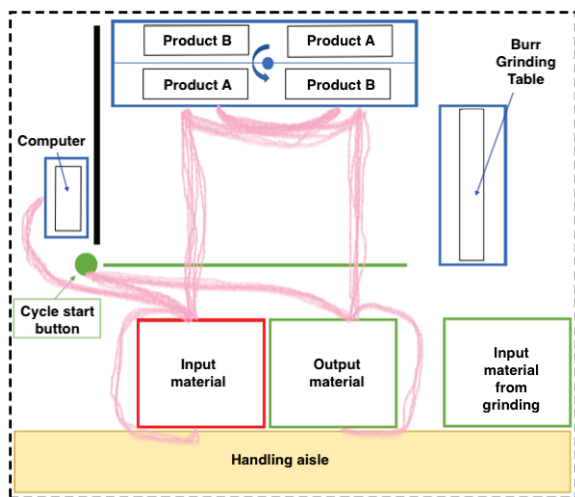 Product B
Product A
Product A
Product B
Burr
Grinding
Table
Computer
Cycle start
button
Input
material
Output
material
Input
material
from
grinding
Handling aisle